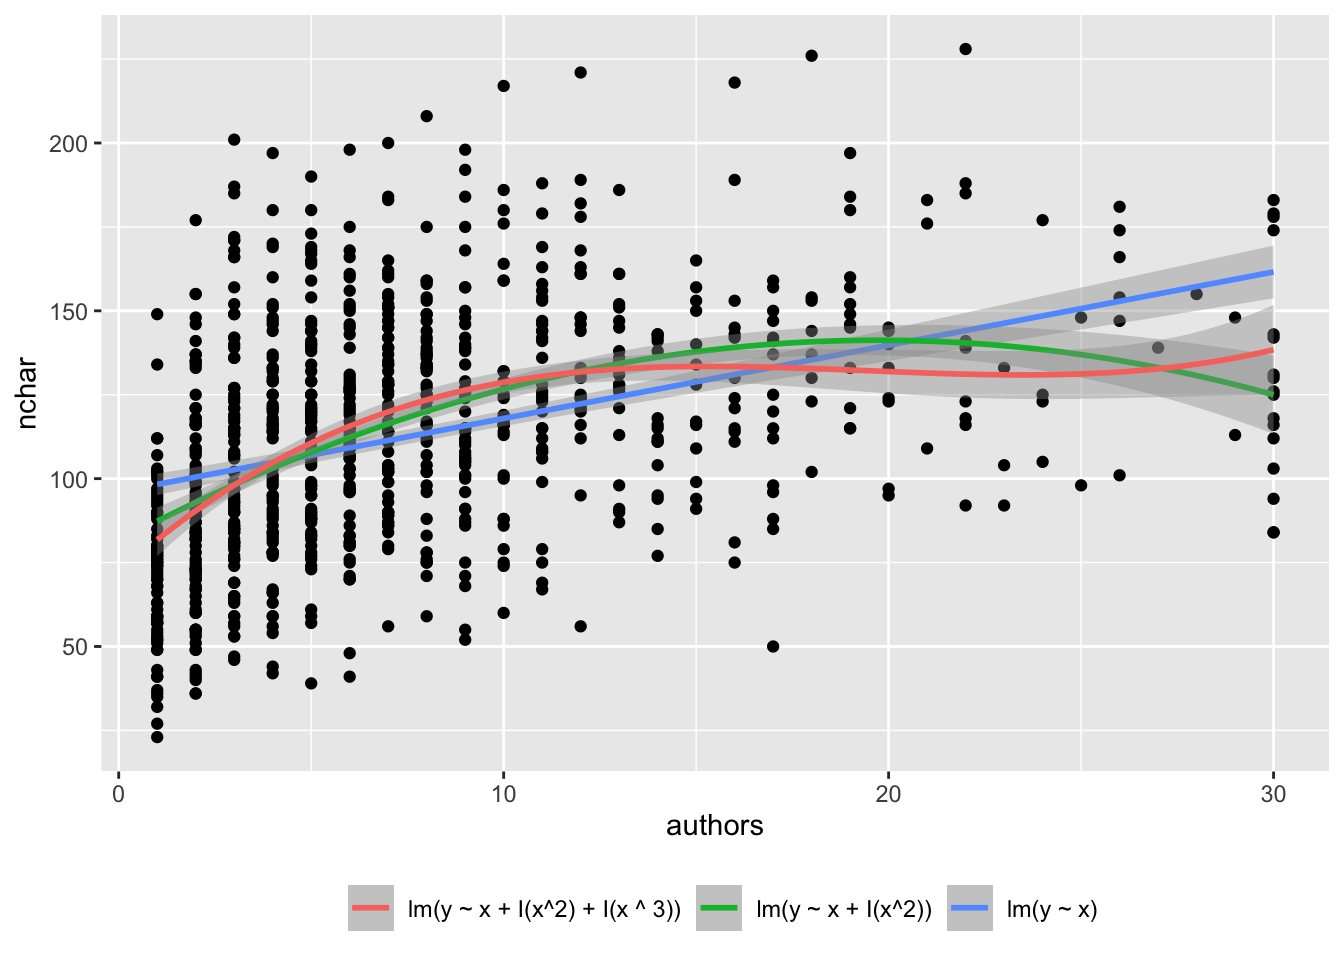 nchar
200
150
100
50
0 10 20 30
authors
lm(y ~ x + I(x^2) + I(x ^ 3)) lm(y ~ x + I(x^2)) lm(y ~ x)